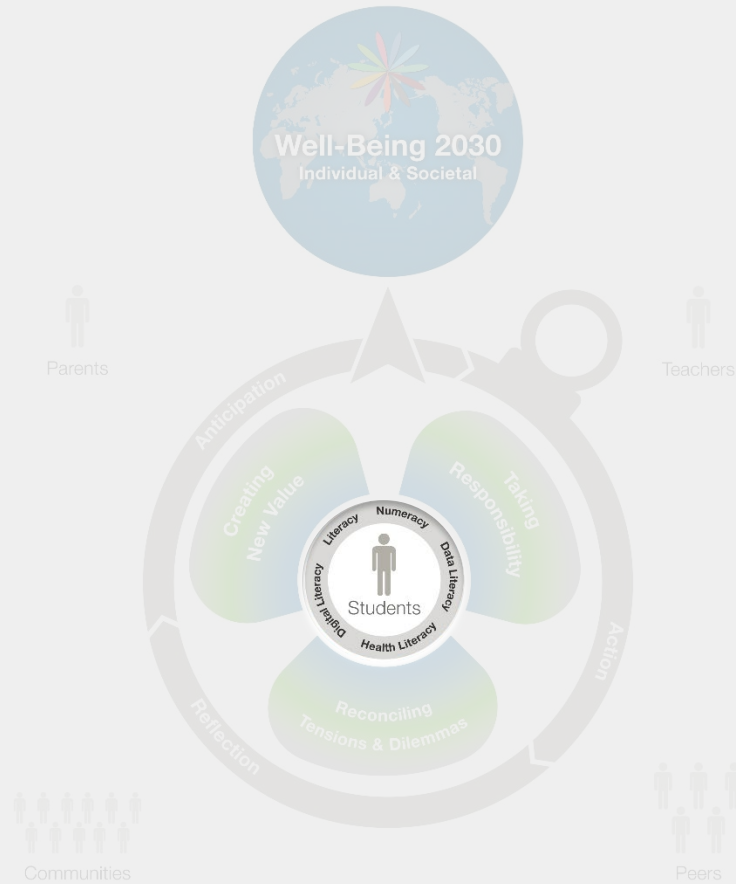 Well-Being 2030
Individual & Societal
Parents
Teachers
Anticipation
Creating
New Value
Taking
Responsibility
Literacy
Numeracy
Data Literacy
Health Literacy
Digital Literacy
Students
Action
Reconciling
Tensions & Dilemmas
Reflection
Communities
Peers